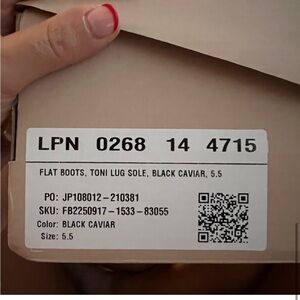 LPN 0268 14 4715
FLAT BOOTS, TONI LUG SOLE, BLACK CAVIAR, 5.5
PO: JP108012-210381
SKU: FB2250917-1533-83055
Color: BLACK CAVIAR
Size: 5.5